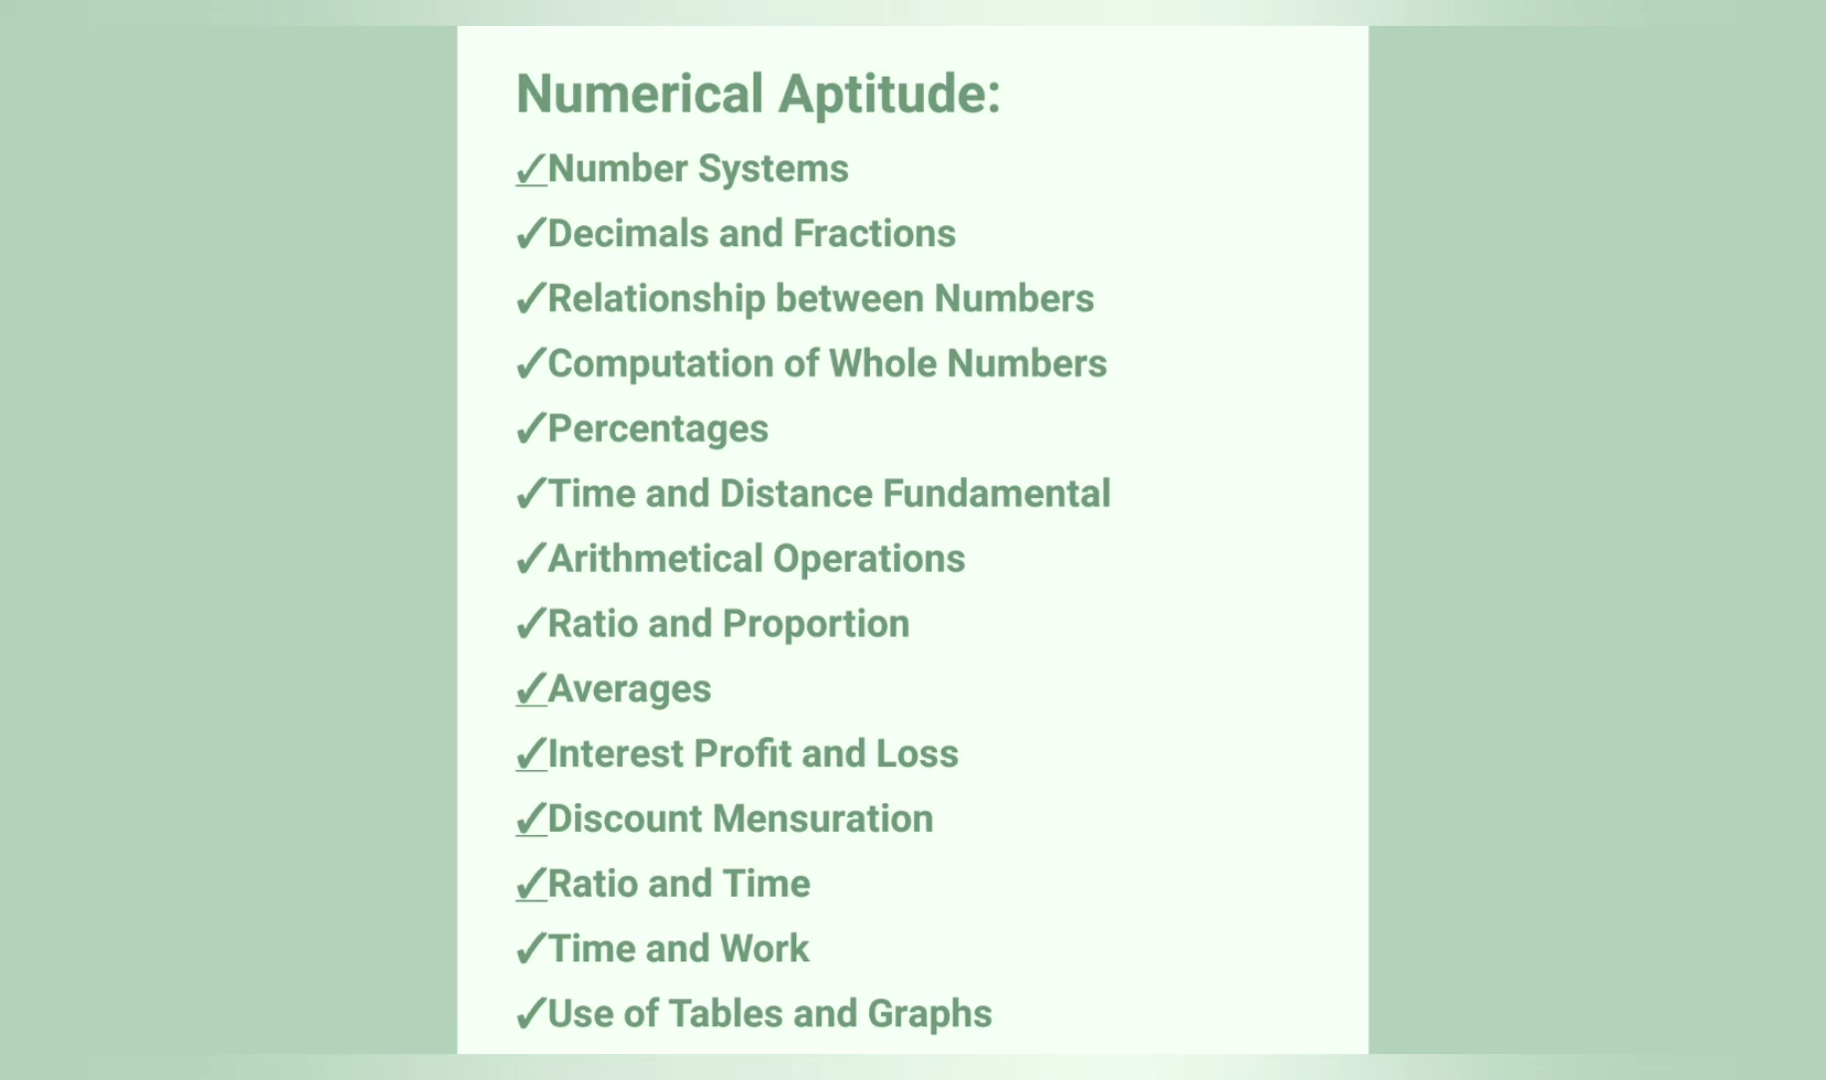 Numerical Aptitude:
✓Number Systems
✓Decimals and Fractions
✓Relationship between Numbers
✓Computation of Whole Numbers
✓Percentages
✓Time and Distance Fundamental
✓Arithmetical Operations
✓Ratio and Proportion
✓Averages
✓Interest Profit and Loss
✓Discount Mensuration
✓Ratio and Time
✓Time and Work
✓Use of Tables and Graphs